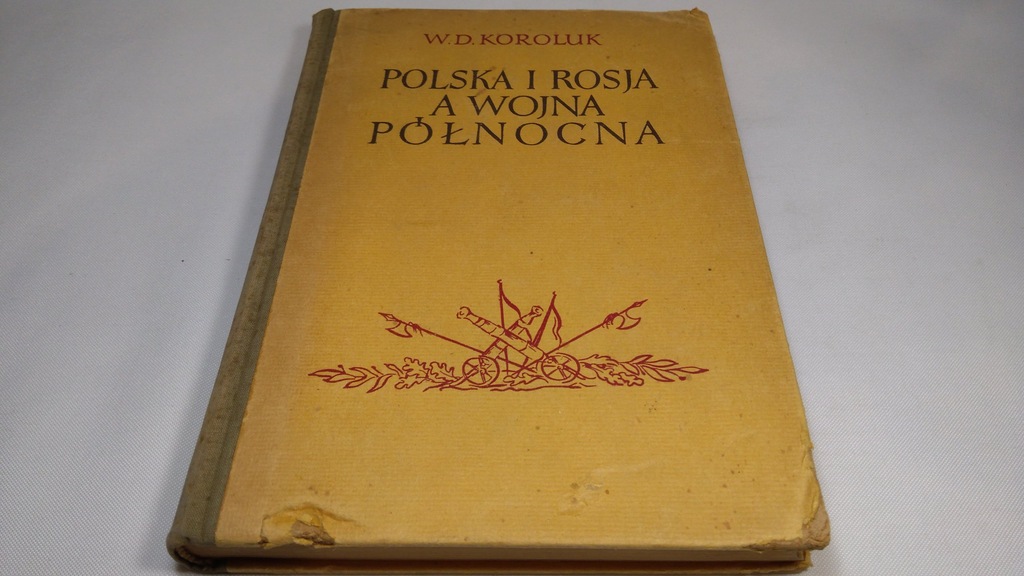 W. D. KOROLUK
POLSKA I ROSJA
A WOJNA
PÓŁNOCNA